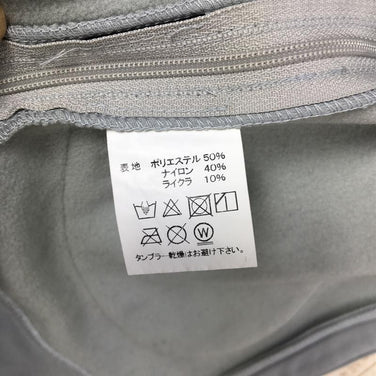 表地 ポリエステル 50%
ナイロン 40%
ライクラ 10%
W
タンブラー乾燥はお避け下さい。